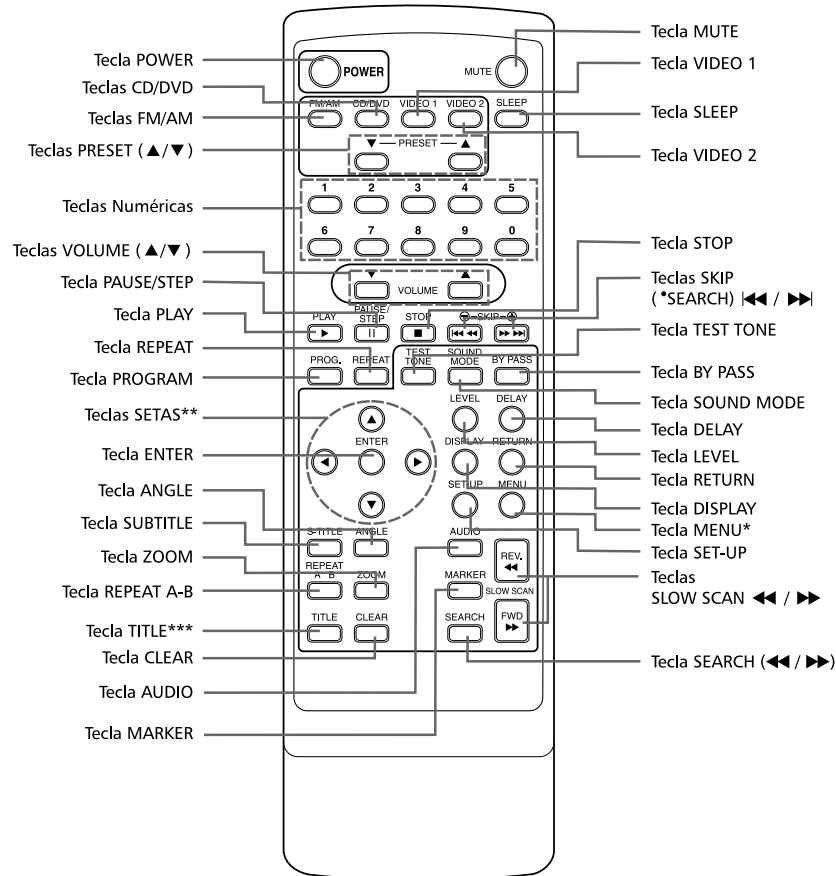 Tecla POWER
Teclas CD/DVD
Teclas FM/AM
Teclas PRESET (▲/▼)
Teclas Numéricas
Teclas VOLUME (▲/▼)
Tecla PAUSE/STEP
Tecla PLAY
Tecla REPEAT
Tecla PROGRAM
Teclas SETAS**
Tecla ENTER
Tecla ANGLE
Tecla SUBTITLE
Tecla ZOOM
Tecla REPEAT A-B
Tecla TITLE***
Tecla CLEAR
Tecla AUDIO
Tecla MARKER
POWER
MUTE
FM/AM CD/DVD VIDEO 1 VIDEO 2 SLEEP
▼ PRESET ▲
1 2 3 4 5
6 7 8 9 0
▼ VOLUME ▲
PLAY PAUSE/STEP STOP SKIP
PROG. REPEAT TEST TONE SOUND MODE BY PASS
LEVEL DELAY
ENTER
DISPLAY RETURN
SET-UP MENU
S-TITLE ANGLE AUDIO
REV.
REPEAT
A B ZOOM MARKER SLOW SCAN
TITLE CLEAR SEARCH FWD
Tecla MUTE
Tecla VIDEO 1
Tecla SLEEP
Tecla VIDEO 2
Tecla STOP
Teclas SKIP
(•SEARCH) |◀◀ / ▶▶|
Tecla TEST TONE
Tecla BY PASS
Tecla SOUND MODE
Tecla DELAY
Tecla LEVEL
Tecla RETURN
Tecla DISPLAY
Tecla MENU*
Tecla SET-UP
Teclas
SLOW SCAN ◀◀ / ▶▶
Tecla SEARCH (◀◀ / ▶▶)